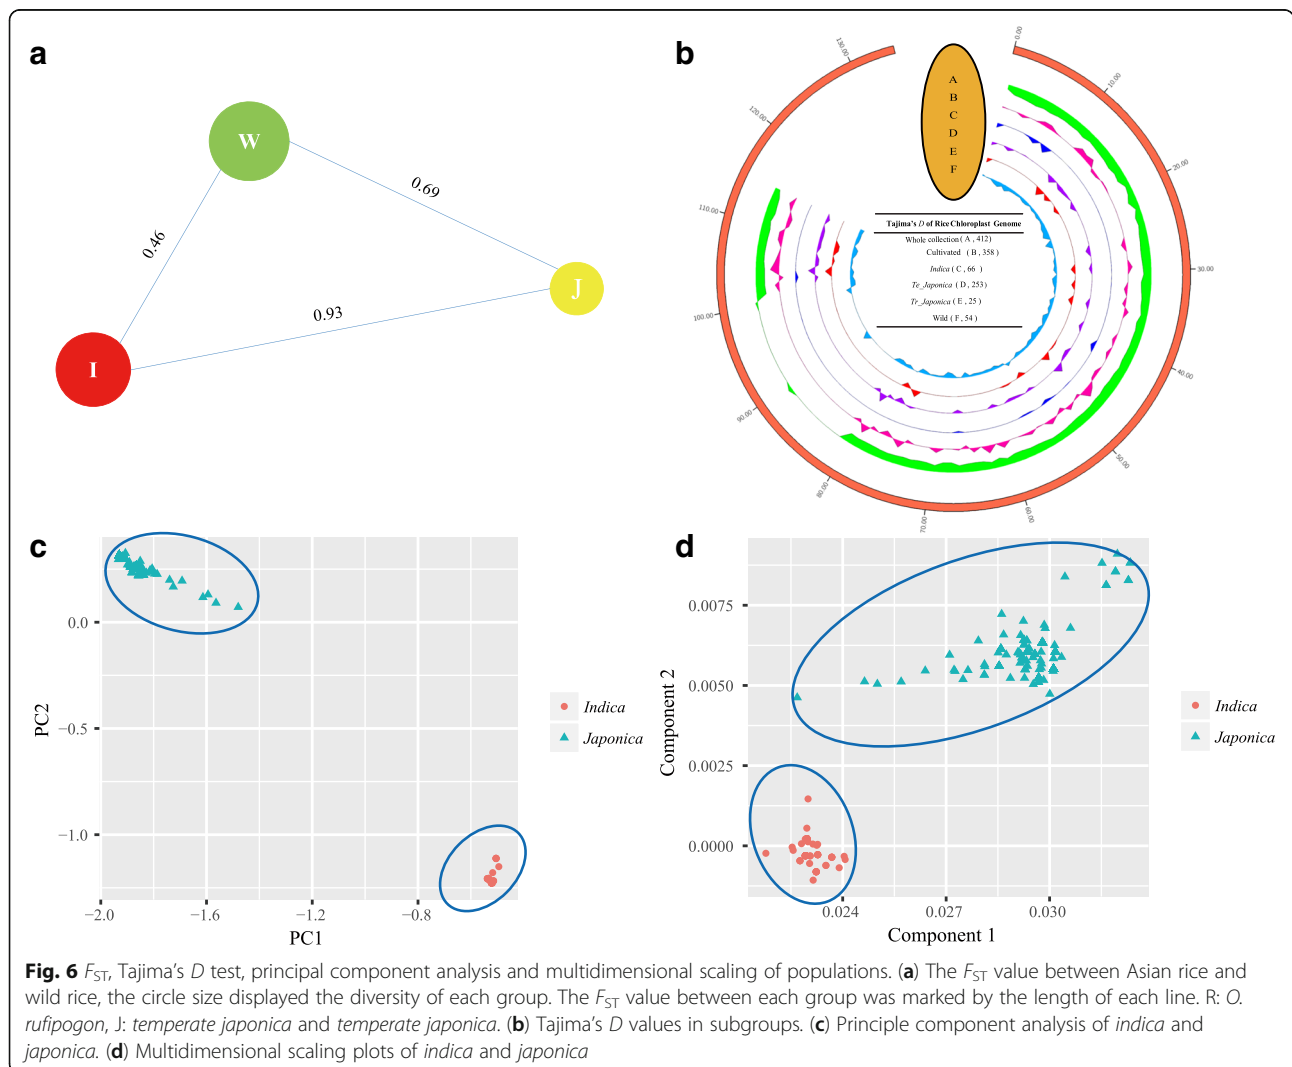 a
W
0.69
0.46
J
0.93
I
b
A
B
C
D
E
F
0.00
10.00
20.00
30.00
40.00
50.00
60.00
70.00
80.00
90.00
100.00
110.00
120.00
130.00
Tajima's D of Rice Chloroplast Genome
Whole collection ( A , 412)
Cultivated ( B , 358)
Indica ( C , 66 )
Te_Japonica ( D , 253)
Tr_Japonica ( E , 25)
Wild ( F , 54)
c
0.0
−0.5
−1.0
PC2
−2.0 −1.6 −1.2 −0.8
PC1
Indica
Japonica
d
0.0075
0.0050
0.0025
0.0000
Component 2
0.024 0.027 0.030
Component 1
Indica
Japonica
Fig. 6 FST, Tajima's D test, principal component analysis and multidimensional scaling of populations. (a) The FST value between Asian rice and
wild rice, the circle size displayed the diversity of each group. The FST value between each group was marked by the length of each line. R: O.
rufipogon, J: temperate japonica and temperate japonica. (b) Tajima's D values in subgroups. (c) Principle component analysis of indica and
japonica. (d) Multidimensional scaling plots of indica and japonica